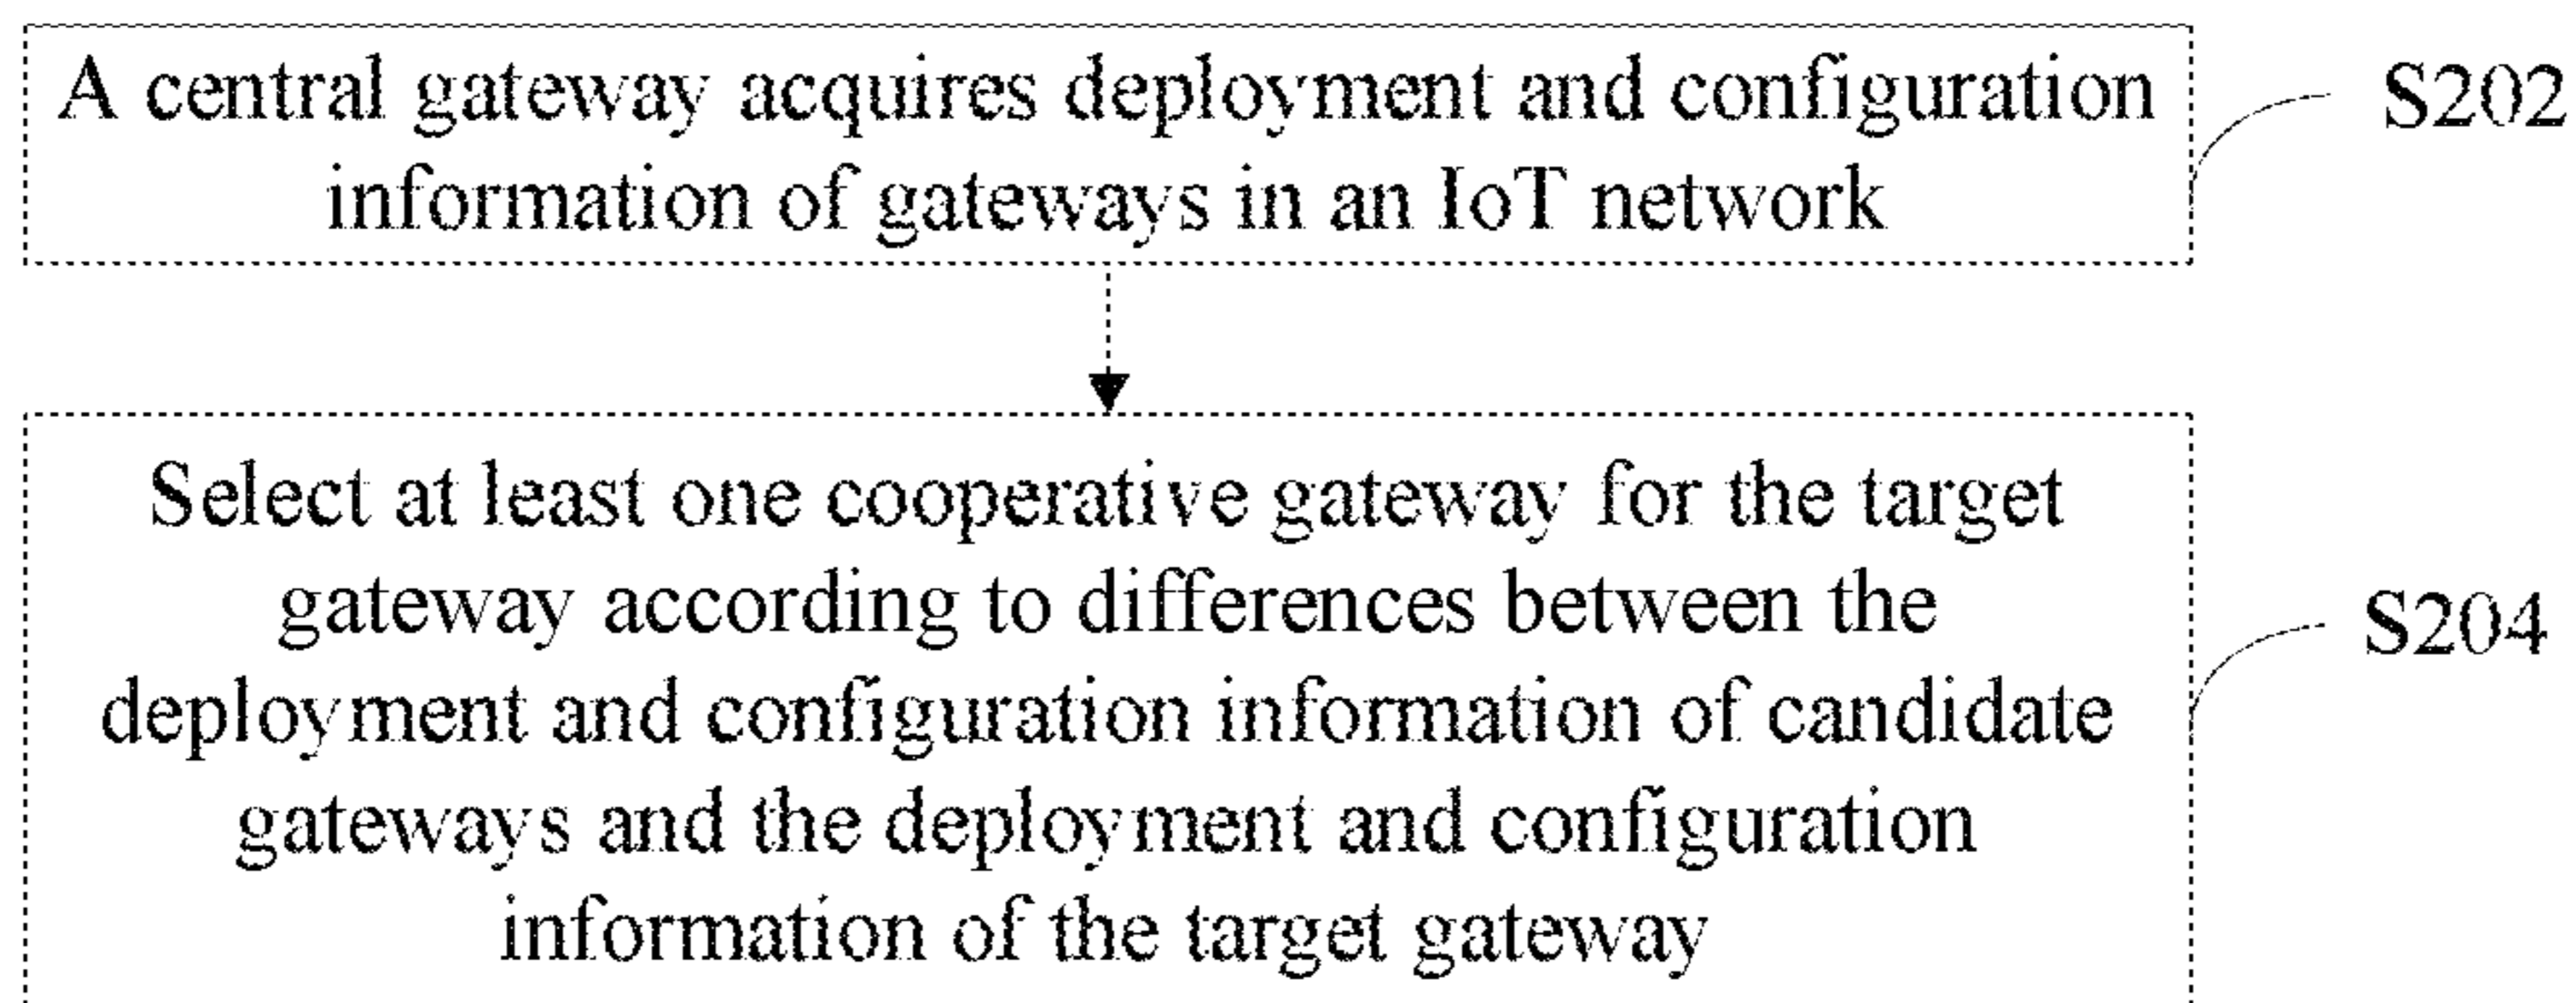 A central gateway acquires deployment and configuration
information of gateways in an IoT network
S202
Select at least one cooperative gateway for the target
gateway according to differences between the
deployment and configuration information of candidate
gateways and the deployment and configuration
information of the target gateway
S204